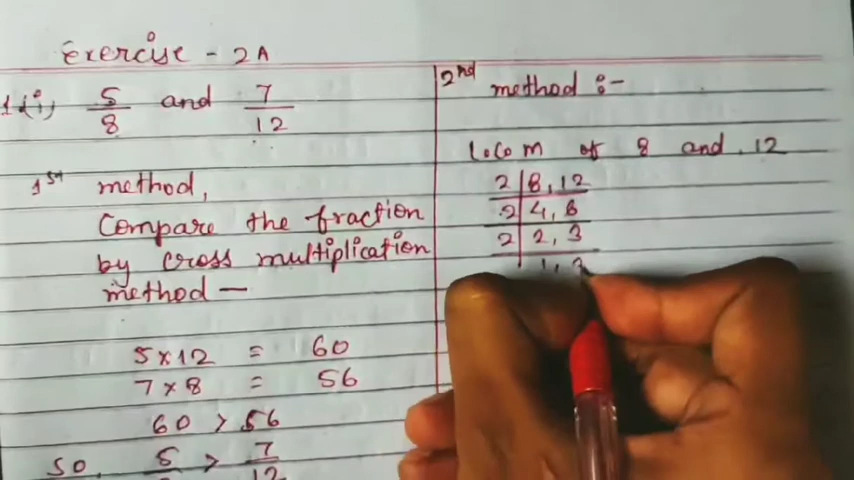 Exercise - 2A
1(i) 5/8 and 7/12
1st method,
Compare the fraction
by cross multiplication
method —
5 x 12 = 60
7 x 8 = 56
60 > 56
So, 5/8 > 7/12
2nd method :-
L.C.M of 8 and 12
2 | 8, 12
2 | 4, 6
2 | 2, 3
1, 3